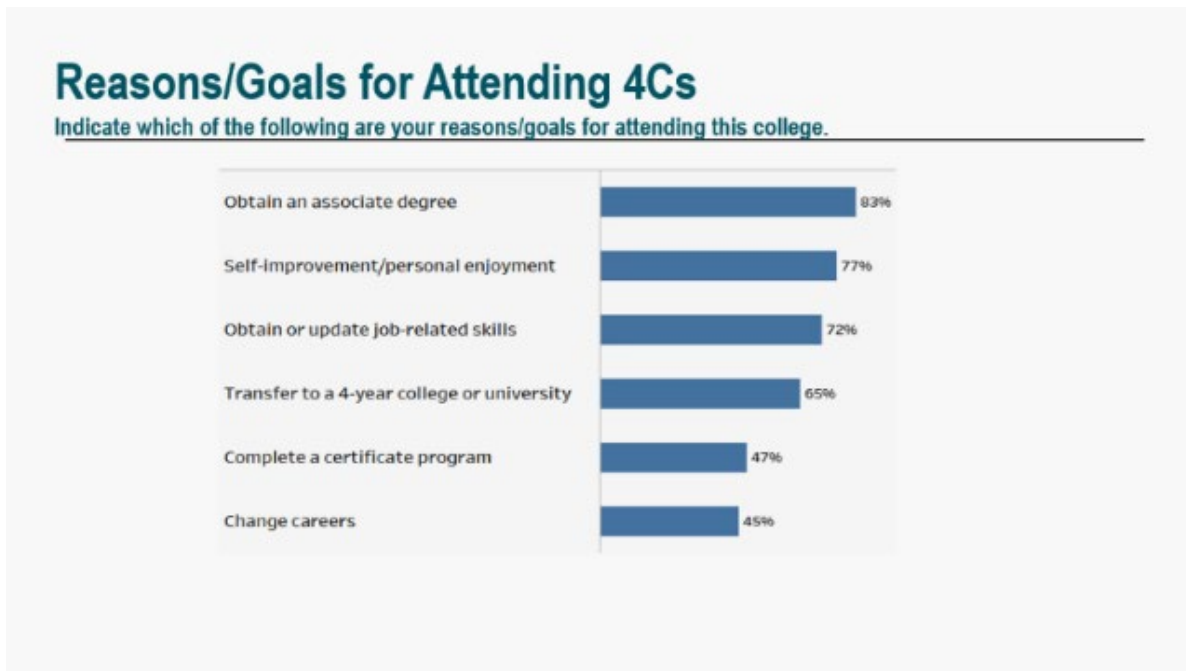 Reasons/Goals for Attending 4Cs
Indicate which of the following are your reasons/goals for attending this college.
Obtain an associate degree 83%
Self-improvement/personal enjoyment 77%
Obtain or update job-related skills 72%
Transfer to a 4-year college or university 65%
Complete a certificate program 47%
Change careers 45%